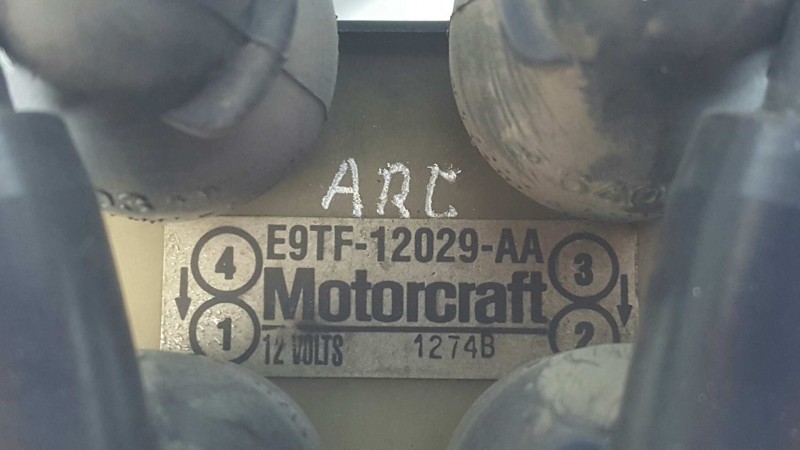 ARC
E9TF-12029-AA
4 3
Motorcraft
1 2
12 VOLTS 1274B